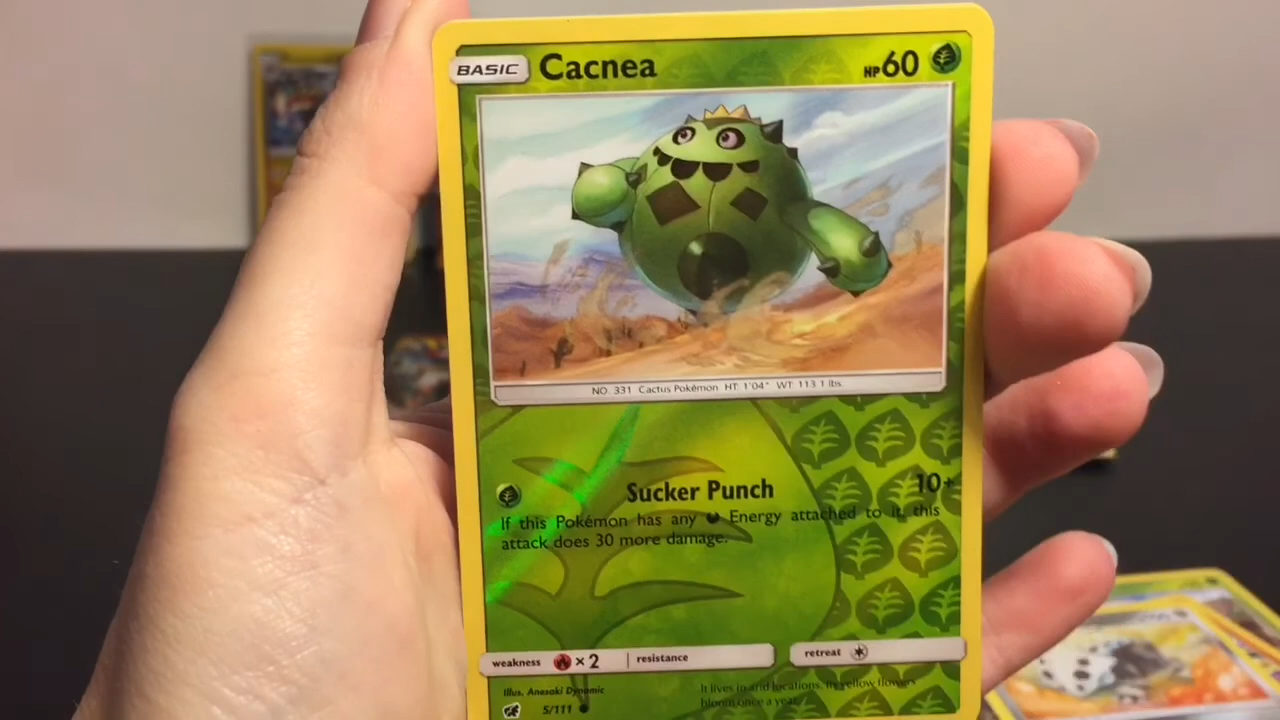 BASIC Cacnea HP60
NO. 331 Cactus Pokémon HT: 1'04" WT: 113.1 lbs.
Sucker Punch 10+
If this Pokémon has any Energy attached to it, this
attack does 30 more damage.
weakness ×2 resistance retreat
Illus. Anesaki Dynamic
5/111
It lives in arid locations. Its yellow flowers
bloom once a year.